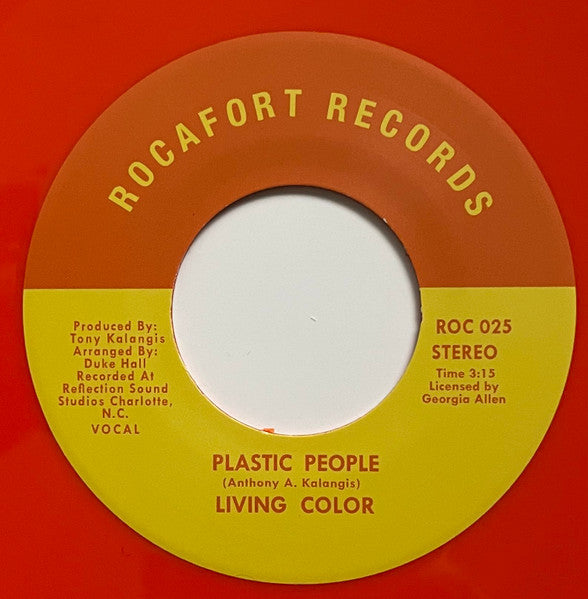 ROCAFORT RECORDS
Produced By:
Tony Kalangis
Arranged By:
Duke Hall
Recorded At
Reflection Sound
Studios Charlotte,
N.C.
VOCAL
ROC 025
STEREO
Time 3:15
Licensed by
Georgia Allen
PLASTIC PEOPLE
(Anthony A. Kalangis)
LIVING COLOR